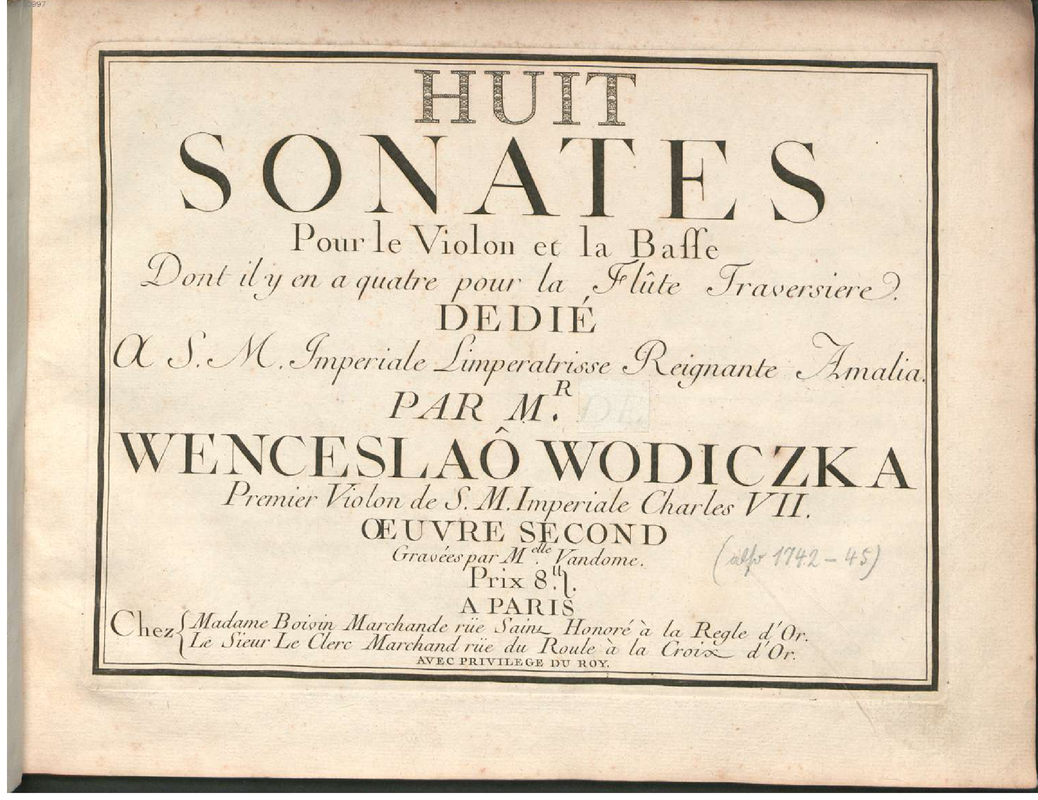 HUIT
SONATES
Pour le Violon et la Baſſe
Dont il y en a quatre pour la Flûte Traversiere.
DEDIÉ
A S. M. Imperiale Limperatrisse Reignante Amalia.
PAR M.R DE
WENCESLAÔ WODICZKA
Premier Violon de S. M. Imperiale Charles VII.
ŒUVRE SECOND
Gravées par Melle. Vandome.
(also 1742-45)
Prix 8.tt
A PARIS
Chez { Madame Boivin Marchande rüe Saint Honoré à la Regle d'Or.
Le Sieur Le Clerc Marchand rüe du Roule à la Croix d'Or.
AVEC PRIVILEGE DU ROY.